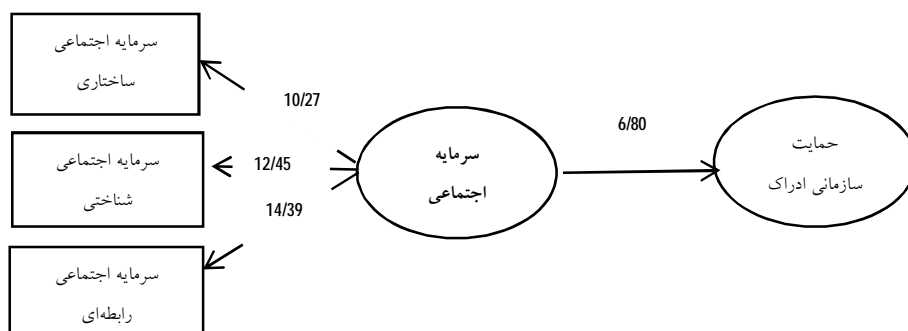 سرمایه اجتماعی
ساختاری
10/27
سرمایه اجتماعی
شناختی
12/45
سرمایه
اجتماعی
6/80
حمایت
سازمانی ادراک
14/39
سرمایه اجتماعی
رابطه‌ای